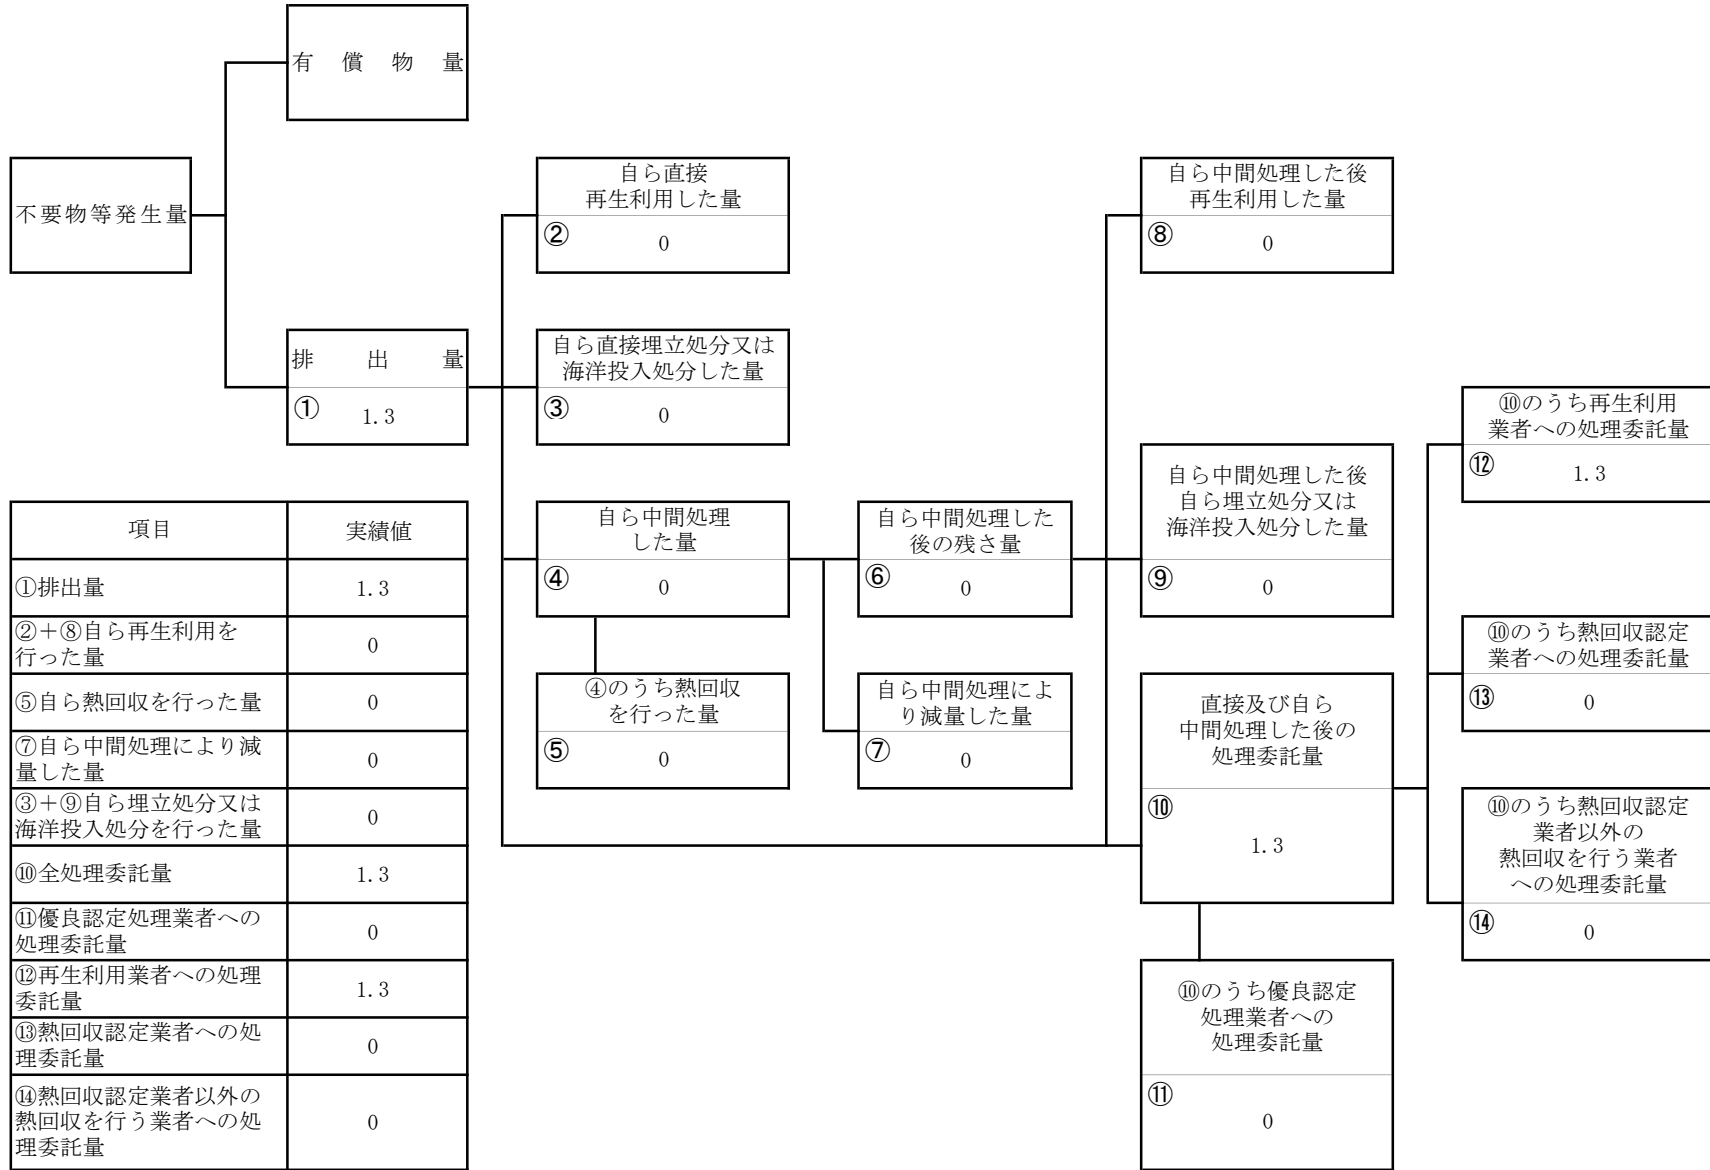 有償物量
不要物等発生量
排出量
① 1.3
自ら直接
再生利用した量
② 0
自ら直接埋立処分又は
海洋投入処分した量
③ 0
自ら中間処理
した量
④ 0
④のうち熱回収
を行った量
⑤ 0
自ら中間処理した
後の残さ量
⑥ 0
自ら中間処理によ
り減量した量
⑦ 0
自ら中間処理した後
再生利用した量
⑧ 0
自ら中間処理した後
自ら埋立処分又は
海洋投入処分した量
⑨ 0
直接及び自ら
中間処理した後の
処理委託量
⑩
1.3
⑩のうち優良認定
処理業者への
処理委託量
⑪
0
⑩のうち再生利用
業者への処理委託量
⑫ 1.3
⑩のうち熱回収認定
業者への処理委託量
⑬ 0
⑩のうち熱回収認定
業者以外の
熱回収を行う業者
への処理委託量
⑭ 0
項目 実績値
①排出量 1.3
②＋⑧自ら再生利用を
行った量 0
⑤自ら熱回収を行った量 0
⑦自ら中間処理により減
量した量 0
③＋⑨自ら埋立処分又は
海洋投入処分を行った量 0
⑩全処理委託量 1.3
⑪優良認定処理業者への
処理委託量 0
⑫再生利用業者への処理
委託量 1.3
⑬熱回収認定業者への処
理委託量 0
⑭熱回収認定業者以外の
熱回収を行う業者への処
理委託量 0